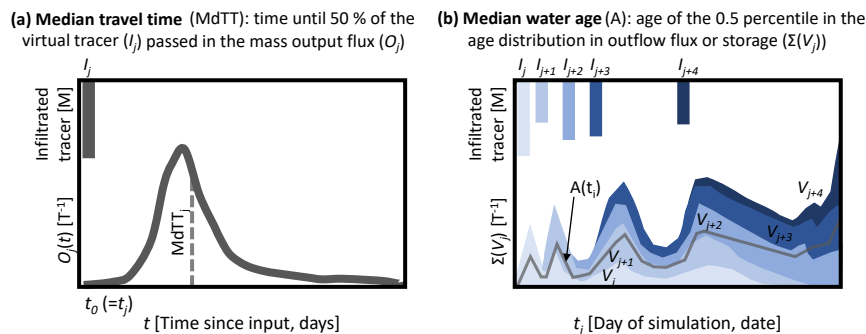 (a) Median travel time (MdTT): time until 50 % of the
virtual tracer (Ij) passed in the mass output flux (Oj)
Ij
Infiltrated
tracer [M]
Oj(t) [T-1]
MdTTj
t0 (=tj)
t [Time since input, days]
(b) Median water age (A): age of the 0.5 percentile in the
age distribution in outflow flux or storage (Σ(Vj))
Ij Ij+1 Ij+2 Ij+3 Ij+4
Infiltrated
tracer [M]
Σ(Vj) [T-1]
A(ti)
Vj+4
Vj+2
Vj+3
Vj+1
Vj
ti [Day of simulation, date]